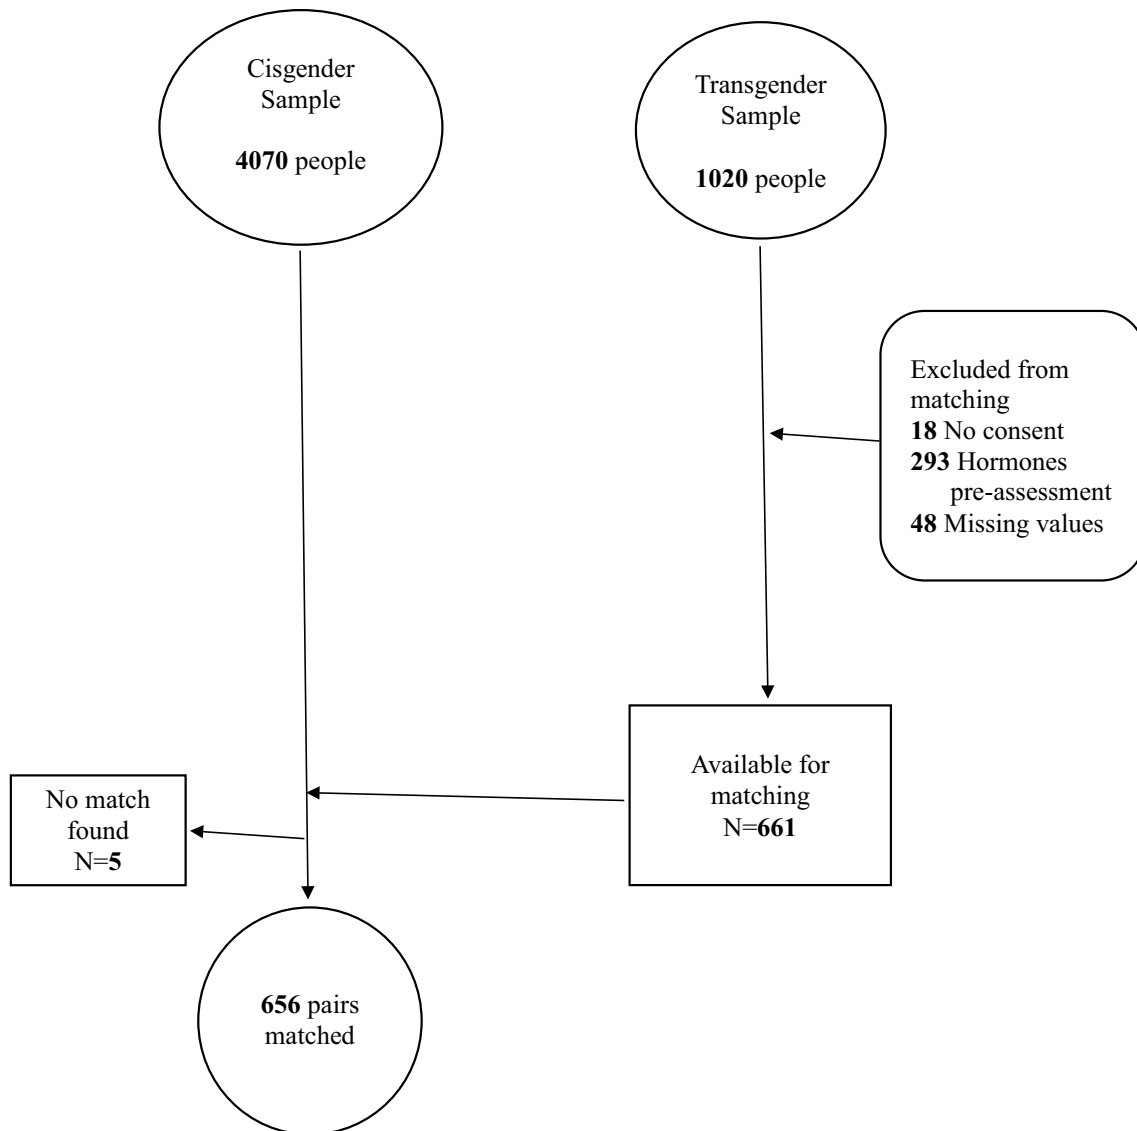 Cisgender
Sample
4070 people
Transgender
Sample
1020 people
Excluded from
matching
18 No consent
293 Hormones
pre-assessment
48 Missing values
Available for
matching
N=661
No match
found
N=5
656 pairs
matched